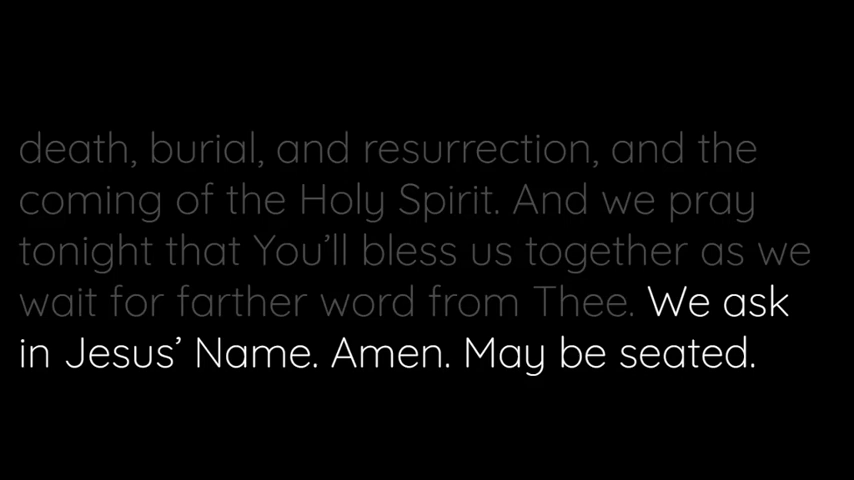 death, burial, and resurrection, and the
coming of the Holy Spirit. And we pray
tonight that You’ll bless us together as we
wait for farther word from Thee. We ask
in Jesus’ Name. Amen. May be seated.